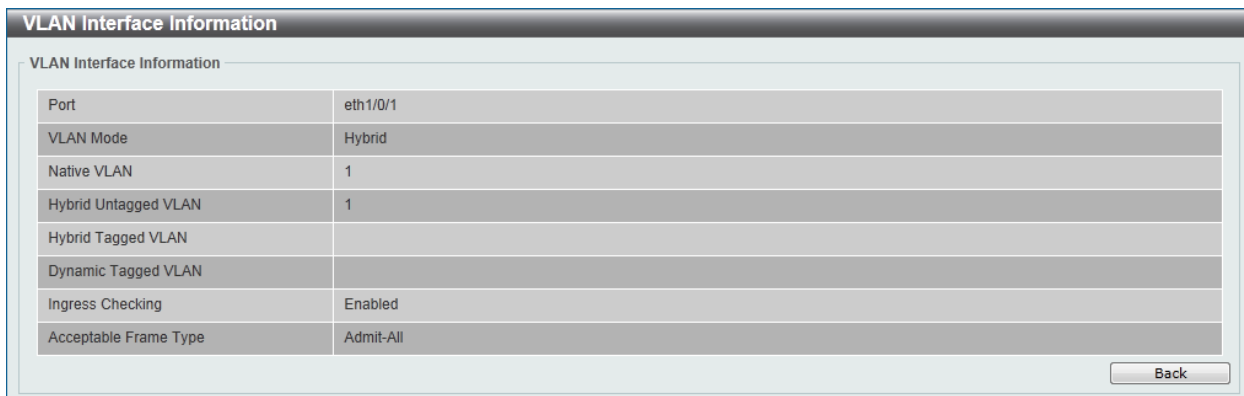 VLAN Interface Information
VLAN Interface Information
Port eth1/0/1
VLAN Mode Hybrid
Native VLAN 1
Hybrid Untagged VLAN 1
Hybrid Tagged VLAN
Dynamic Tagged VLAN
Ingress Checking Enabled
Acceptable Frame Type Admit-All
Back